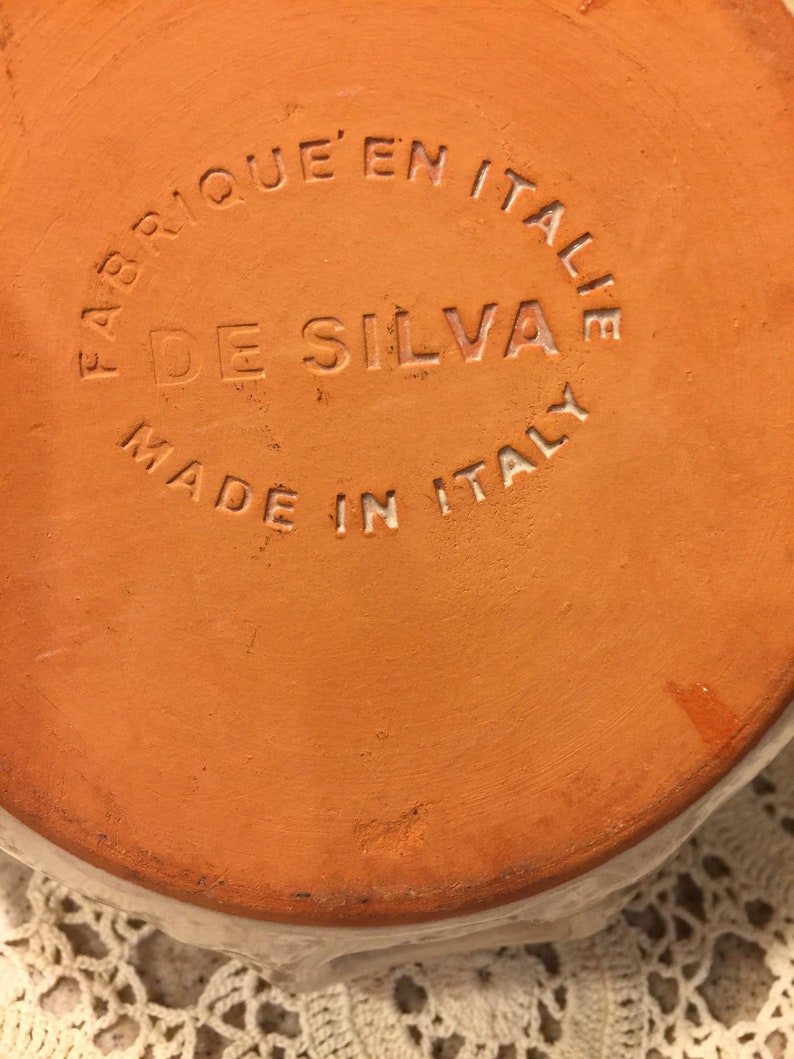 FABRIQUE' EN ITALIE
DE SILVA
MADE IN ITALY